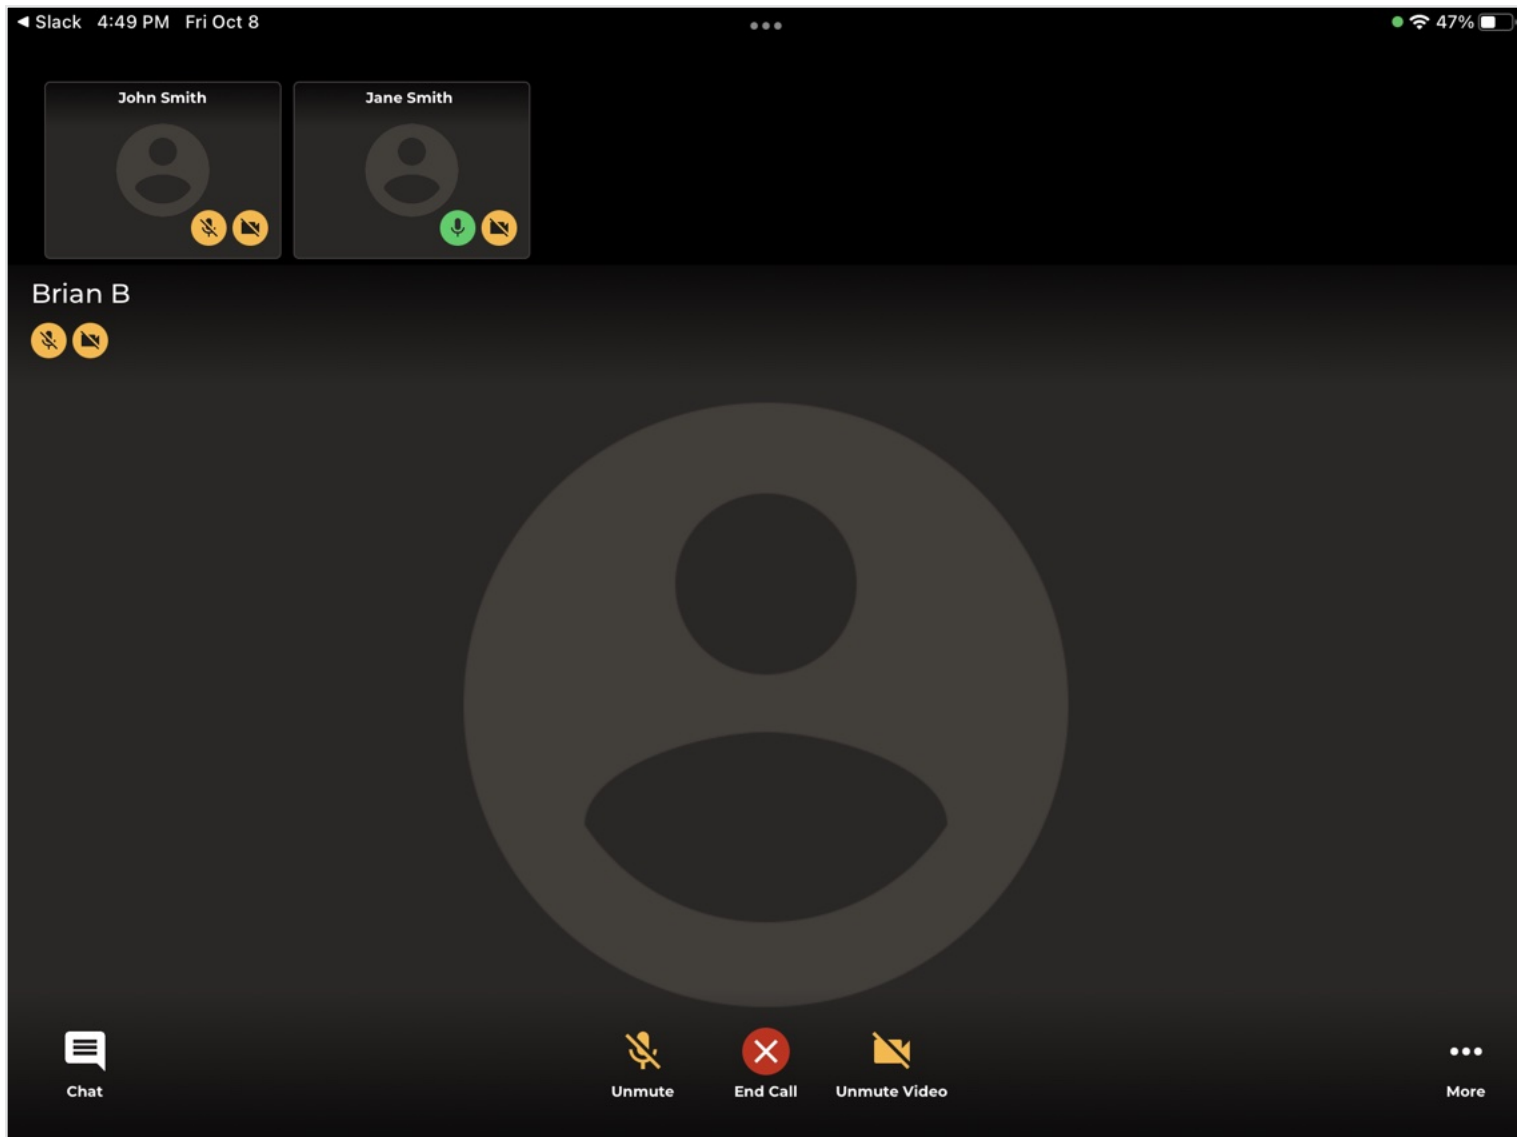 Slack 4:49 PM Fri Oct 8 47%
John Smith Jane Smith
Brian B
Chat Unmute End Call Unmute Video More